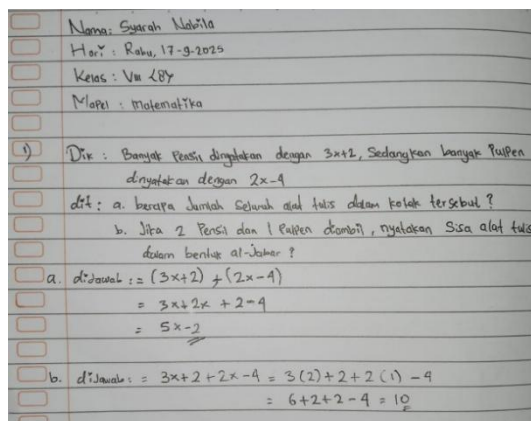 Nama: Syarah Nabila
Hari : Rabu, 17-9-2025
Kelas : VIII <8>
Mapel : Matematika
1) Dik : Banyak Pensil dinyatakan dengan 3x+2, Sedangkan banyak Pulpen
dinyatakan dengan 2x-4
dit : a. berapa Jumlah Seluruh alat tulis dalam kotak tersebut ?
b. Jika 2 Pensil dan 1 Pulpen diambil, nyatakan Sisa alat tulis
dalam bentuk al-Jabar ?
a. diJawab : = (3x+2) + (2x-4)
= 3x+2x + 2-4
= 5x-2
b. diJawab : = 3x+2+2x-4 = 3(2)+2+2(1)-4
= 6+2+2-4 = 10